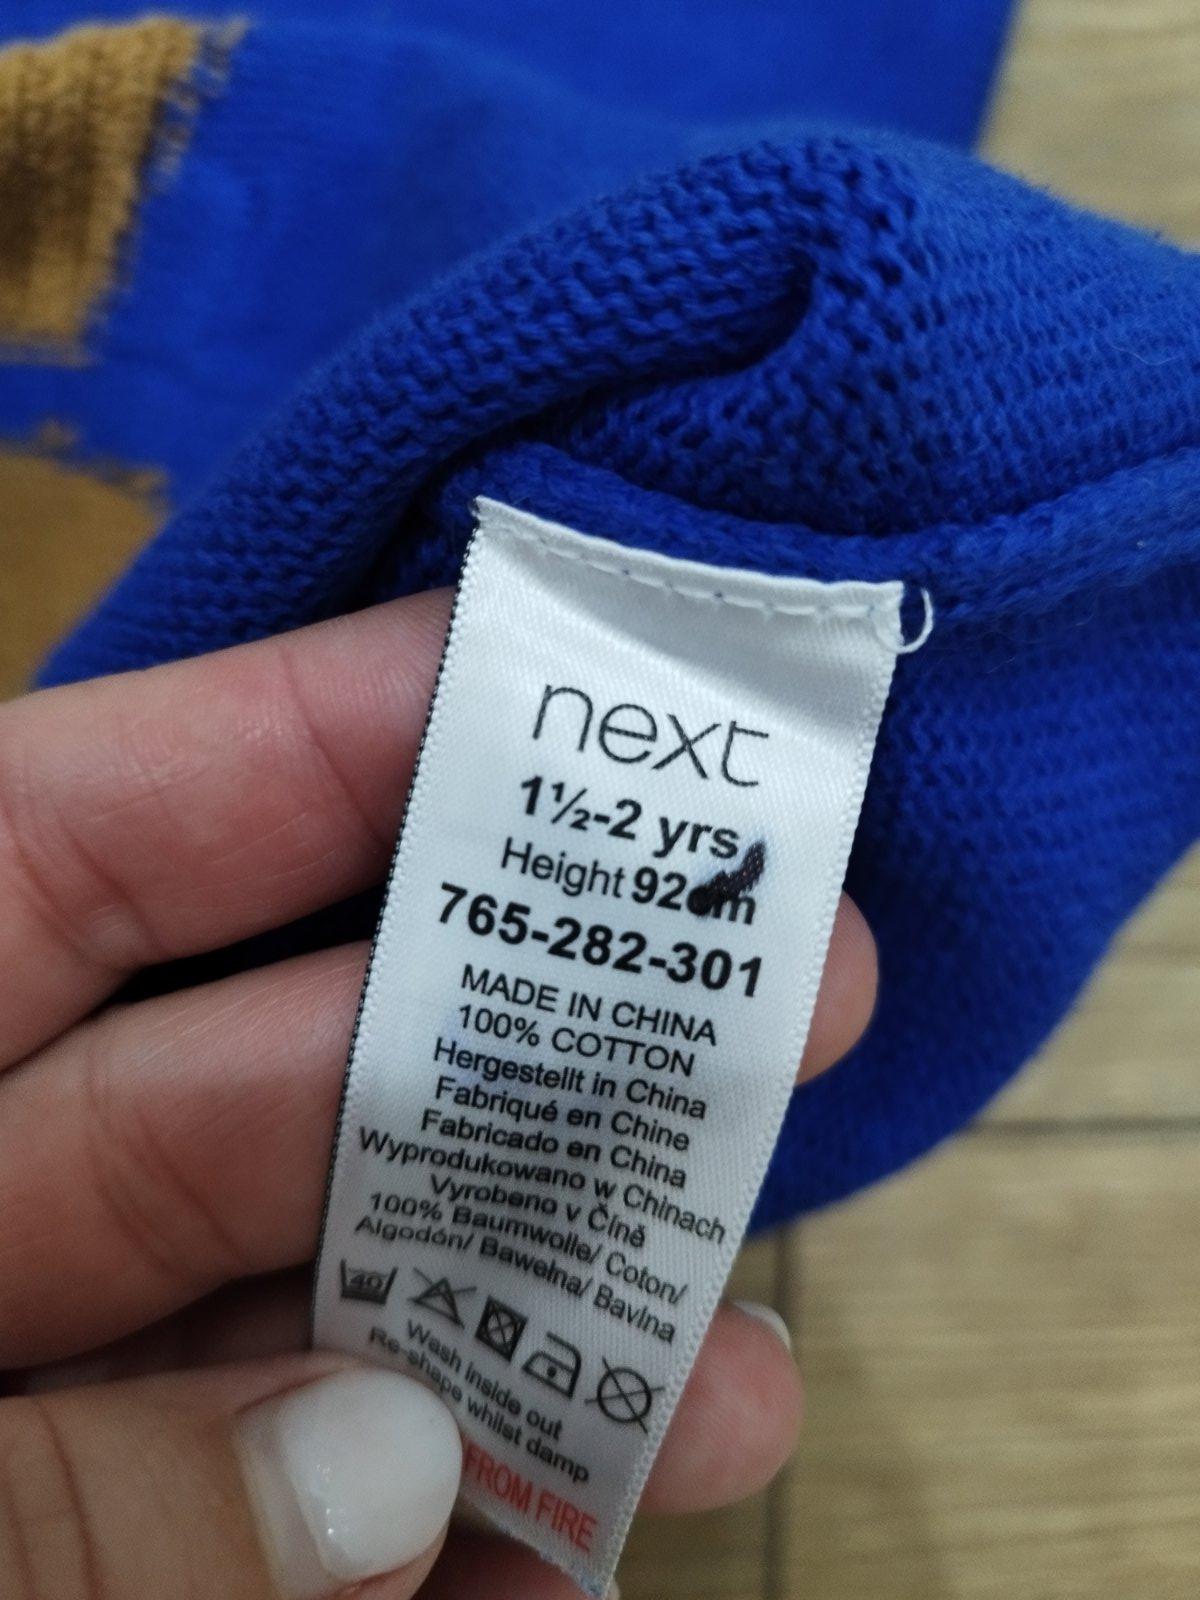 next
1½-2 yrs
Height 92cm
765-282-301
MADE IN CHINA
100% COTTON
Hergestellt in China
Fabriqué en Chine
Fabricado en China
Wyprodukowano w Chinach
Vyrobeno v Číně
100% Baumwolle/ Coton/
Algodón/ Bawełna/ Bavlna
40
Wash inside out
Re-shape whilst damp
FROM FIRE